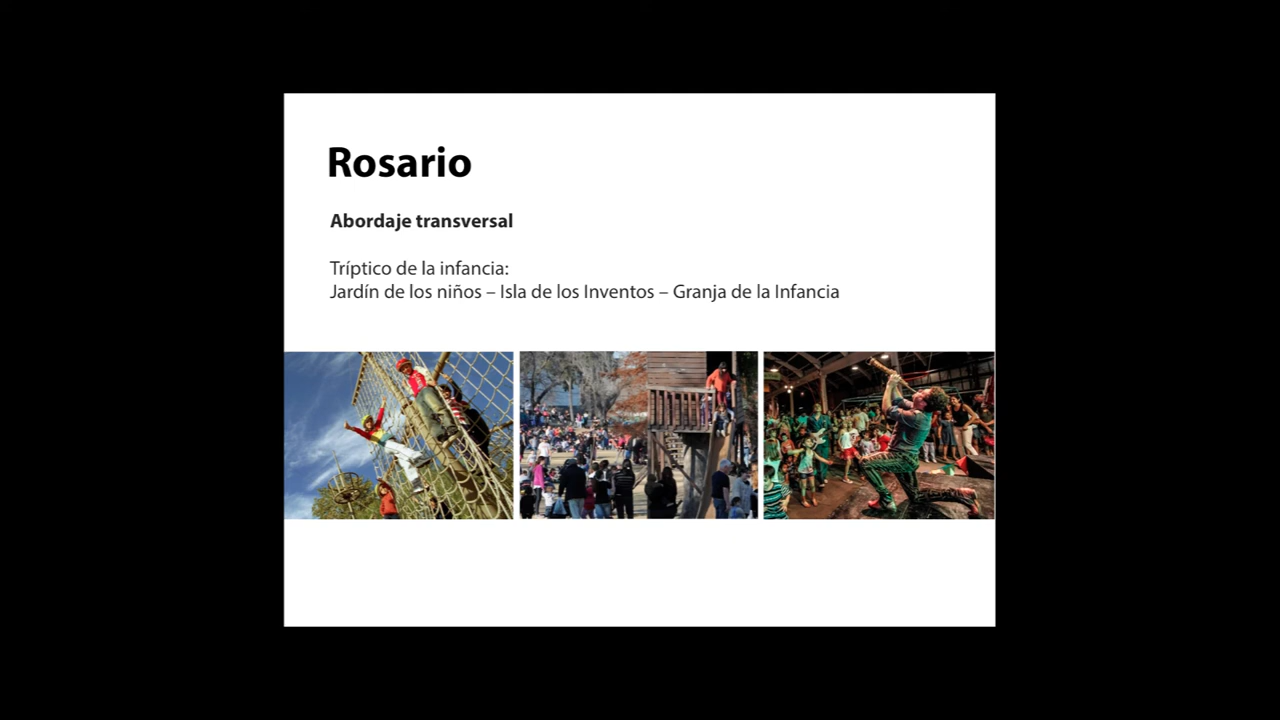 Rosario
Abordaje transversal
Tríptico de la infancia:
Jardín de los niños – Isla de los Inventos – Granja de la Infancia